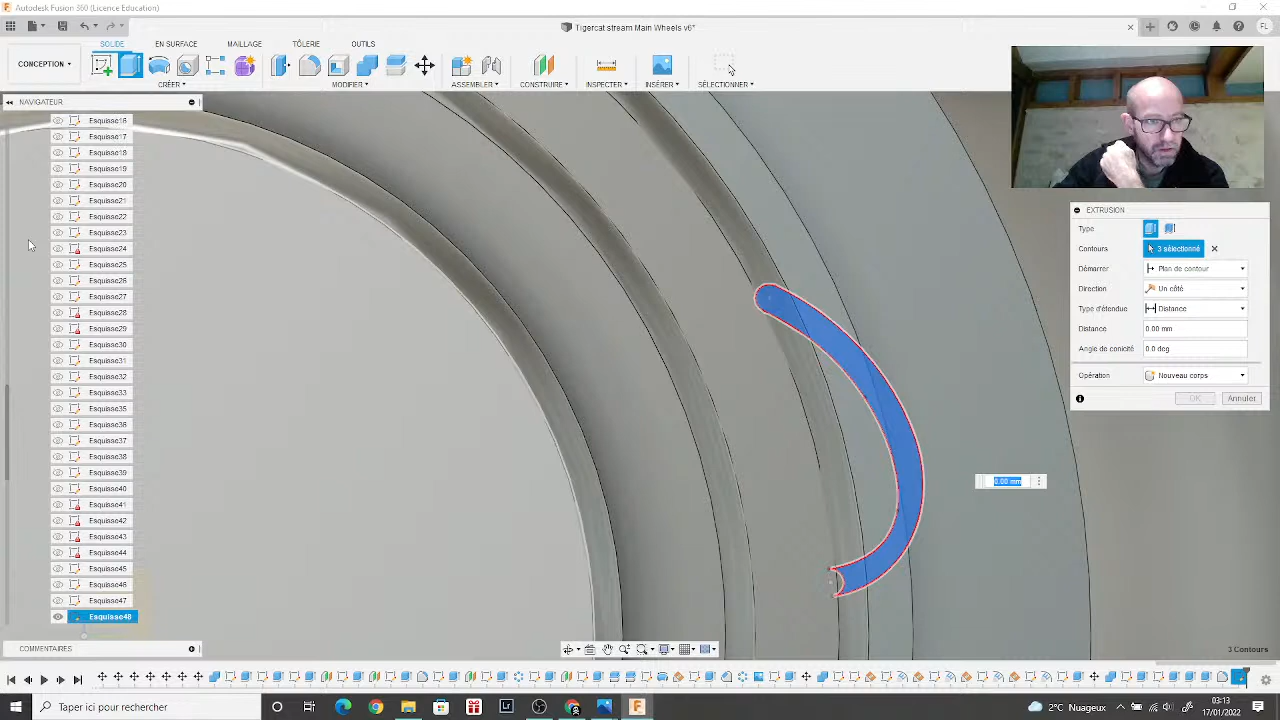 Autodesk Fusion 360 (Licence Education)
Tigercat stream Main Wheels v6*
FL
SOLIDE EN SURFACE MAILLAGE TÔLERIE OUTILS
CONCEPTION
CRÉER MODIFIER ASSEMBLER CONSTRUIRE INSPECTER INSÉRER SÉLECTIONNER
NAVIGATEUR
Esquisse16
Esquisse17
Esquisse18
Esquisse19
Esquisse20
Esquisse21
Esquisse22
Esquisse23
Esquisse24
Esquisse25
Esquisse26
Esquisse27
Esquisse28
Esquisse29
Esquisse30
Esquisse31
Esquisse32
Esquisse33
Esquisse35
Esquisse36
Esquisse37
Esquisse38
Esquisse39
Esquisse40
Esquisse41
Esquisse42
Esquisse43
Esquisse44
Esquisse45
Esquisse46
Esquisse47
Esquisse48
EXTRUSION
Type
Contours 3 sélectionné
Démarrer Plan de contour
Direction Un côté
Type d'étendue Distance
Distance 0.00 mm
Angle de conicité 0.0 deg
Opération Nouveau corps
OK Annuler
0.00 mm
COMMENTAIRES
3 Contours
Taper ici pour rechercher
2°C Nuageux
03:13
17/01/2022